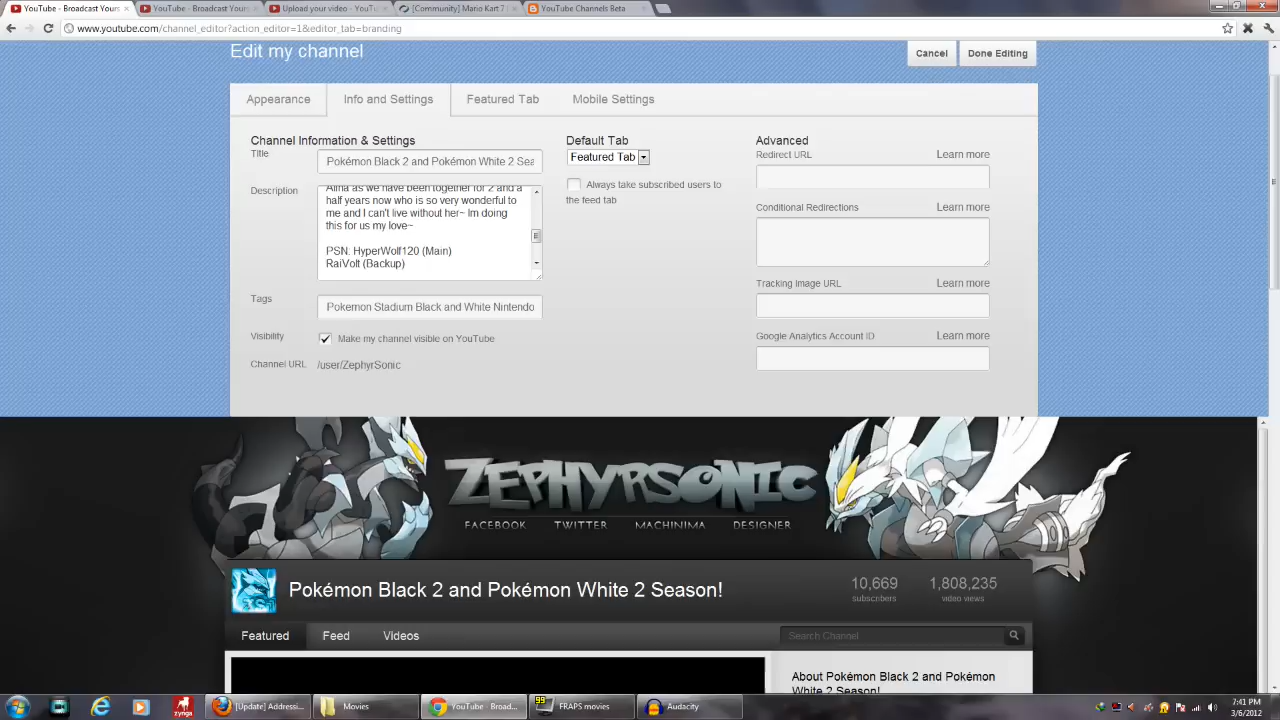 YouTube - Broadcast Yours
YouTube - Broadcast Yours
Upload your video - YouTub
[Community] Mario Kart 7
YouTube Channels Beta
www.youtube.com/channel_editor?action_editor=1&editor_tab=branding
Edit my channel
Cancel
Done Editing
Appearance
Info and Settings
Featured Tab
Mobile Settings
Channel Information & Settings
Title
Pokémon Black 2 and Pokémon White 2 Sea
Description
as we have been together for 2 and a
half years now who is so very wonderful to
me and I can't live without her~ Im doing
this for us my love~
PSN: HyperWolf120 (Main)
RaiVolt (Backup)
Tags
Pokemon Stadium Black and White Nintendo
Visibility
Make my channel visible on YouTube
Channel URL
/user/ZephyrSonic
Default Tab
Featured Tab
Always take subscribed users to
the feed tab
Advanced
Redirect URL
Learn more
Conditional Redirections
Learn more
Tracking Image URL
Learn more
Google Analytics Account ID
Learn more
ZEPHYRSONIC
FACEBOOK TWITTER MACHINIMA DESIGNER
Pokémon Black 2 and Pokémon White 2 Season!
10,669
subscribers
1,808,235
video views
Featured
Feed
Videos
Search Channel
About Pokémon Black 2 and Pokémon
White 2 Season!
zynga
[Update] Addressi...
Movies
YouTube - Broad...
99
FRAPS movies
Audacity
7:41 PM
3/6/2012